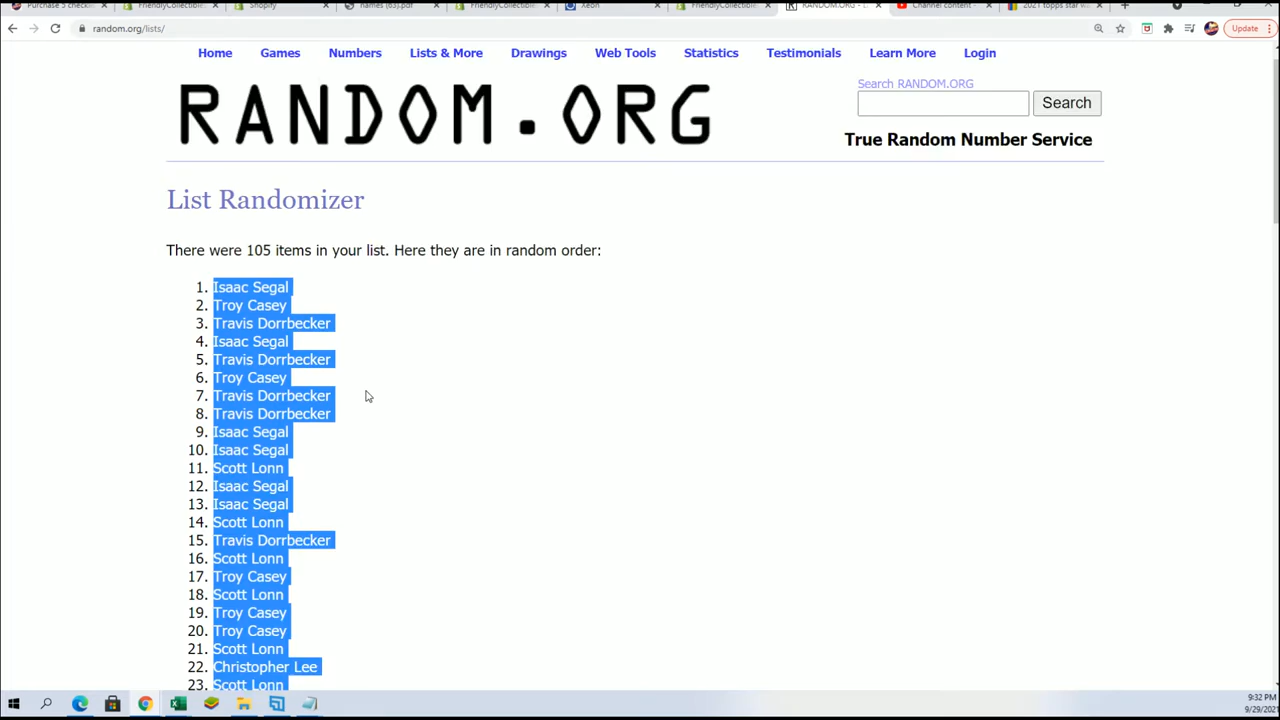 Purchase 5 checkli
FriendlyCollectibles
Shopify
names (63).pdf
FriendlyCollectibles
Xeon
FriendlyCollectibles
RANDOM.ORG - L
Channel content -
2021 topps star wa
random.org/lists/
Update
Home
Games
Numbers
Lists & More
Drawings
Web Tools
Statistics
Testimonials
Learn More
Login
RANDOM.ORG
Search RANDOM.ORG
Search
True Random Number Service
List Randomizer
There were 105 items in your list. Here they are in random order:
1. Isaac Segal
2. Troy Casey
3. Travis Dorrbecker
4. Isaac Segal
5. Travis Dorrbecker
6. Troy Casey
7. Travis Dorrbecker
8. Travis Dorrbecker
9. Isaac Segal
10. Isaac Segal
11. Scott Lonn
12. Isaac Segal
13. Isaac Segal
14. Scott Lonn
15. Travis Dorrbecker
16. Scott Lonn
17. Troy Casey
18. Scott Lonn
19. Troy Casey
20. Troy Casey
21. Scott Lonn
22. Christopher Lee
23. Scott Lonn
9:32 PM
9/29/2021